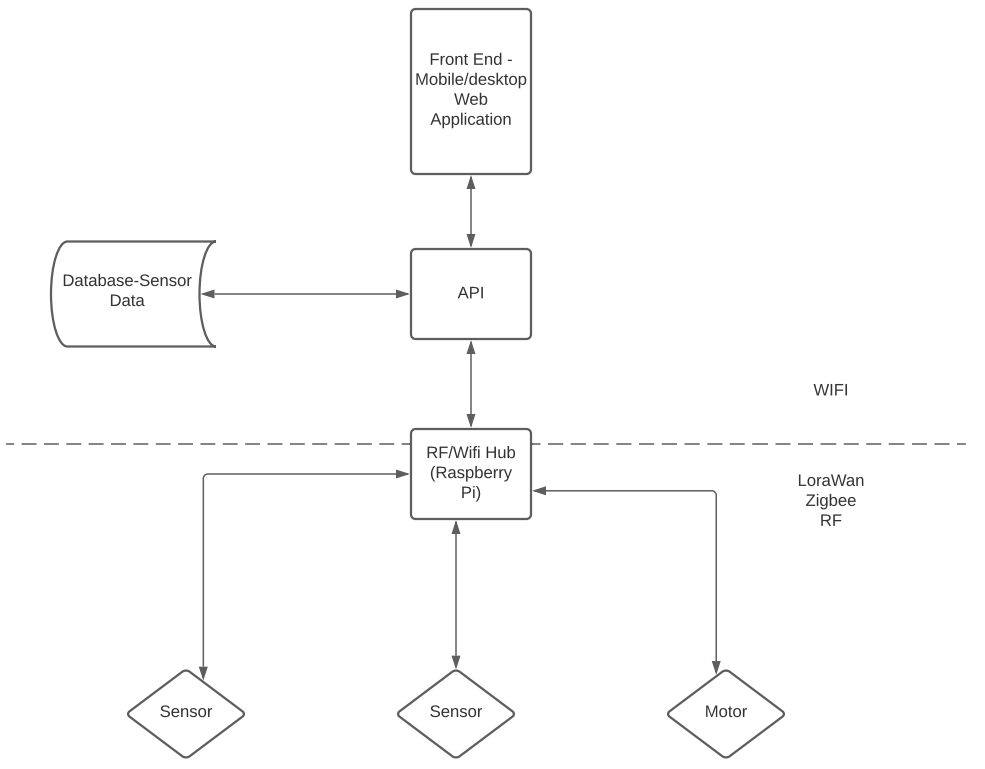 Front End -
Mobile/desktop
Web
Application
Database-Sensor
Data
API
WIFI
RF/Wifi Hub
(Raspberry
Pi)
LoraWan
Zigbee
RF
Sensor
Sensor
Motor